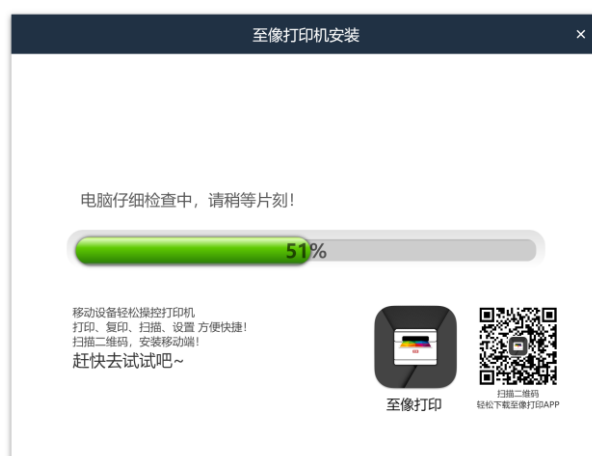 至像打印机安装
电脑仔细检查中，请稍等片刻！
51%
移动设备轻松操控打印机
打印、复印、扫描、设置 方便快捷！
扫描二维码，安装移动端！
赶快去试试吧~
至像打印
扫描二维码
轻松下载至像打印APP